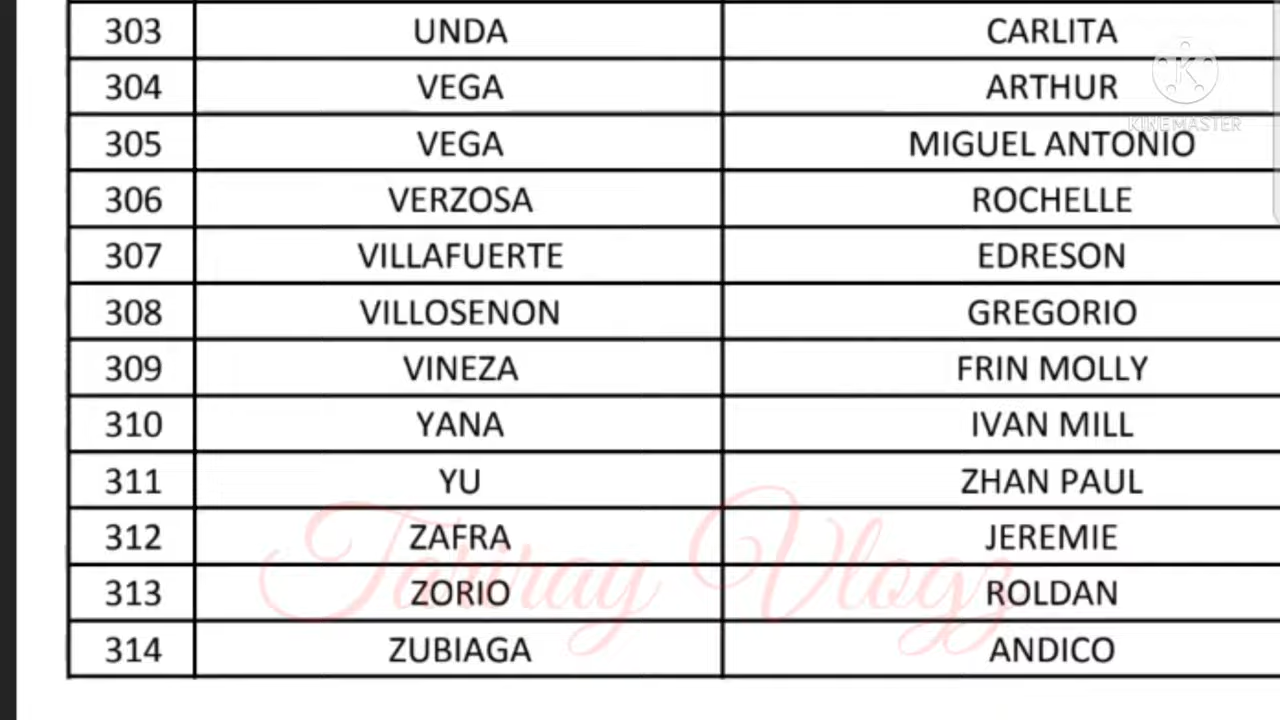 303 UNDA CARLITA
304 VEGA ARTHUR
KINEMASTER
305 VEGA MIGUEL ANTONIO
306 VERZOSA ROCHELLE
307 VILLAFUERTE EDRESON
308 VILLOSENON GREGORIO
309 VINEZA FRIN MOLLY
310 YANA IVAN MILL
311 YU ZHAN PAUL
312 ZAFRA JEREMIE
Tariray Vlogz
313 ZORIO ROLDAN
314 ZUBIAGA ANDICO